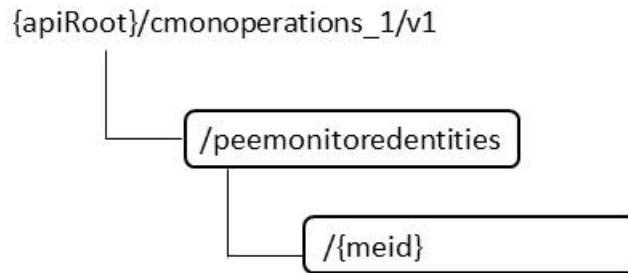 {apiRoot}/cmonoperations_1/v1
/peemonitoredentities
/{meid}